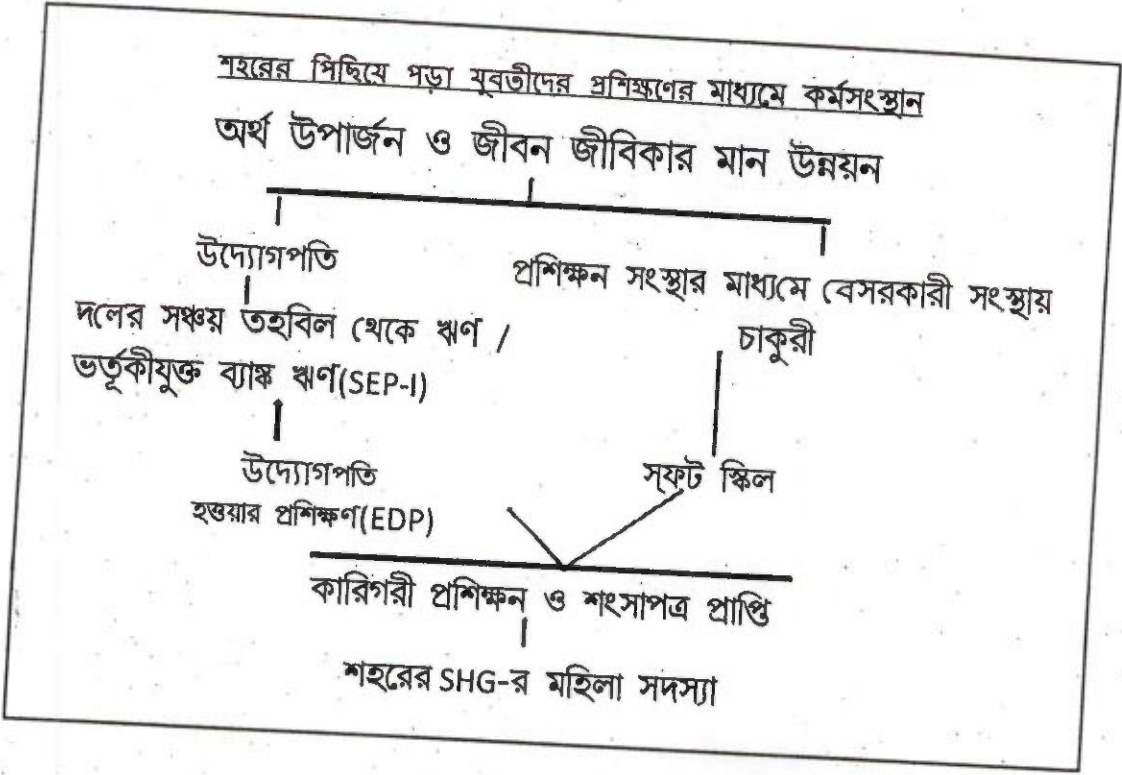 শহরের পিছিযে পড়া যুবতীদের প্রশিক্ষণের মাধ্যমে কর্মসংস্থান
অর্থ উপার্জন ও জীবন জীবিকার মান উন্নয়ন
উদ্যোগপতি
প্রশিক্ষন সংস্থার মাধ্যমে বেসরকারী সংস্থায়
চাকুরী
দলের সঞ্চয় তহবিল থেকে ঋণ /
ভর্তূকীযুক্ত ব্যাঙ্ক ঋণ(SEP-I)
উদ্যোগপতি
হওয়ার প্রশিক্ষণ(EDP)
স্ফট স্কিল
কারিগরী প্রশিক্ষন ও শংসাপত্র প্রাপ্তি
শহরের SHG-র মহিলা সদস্যা